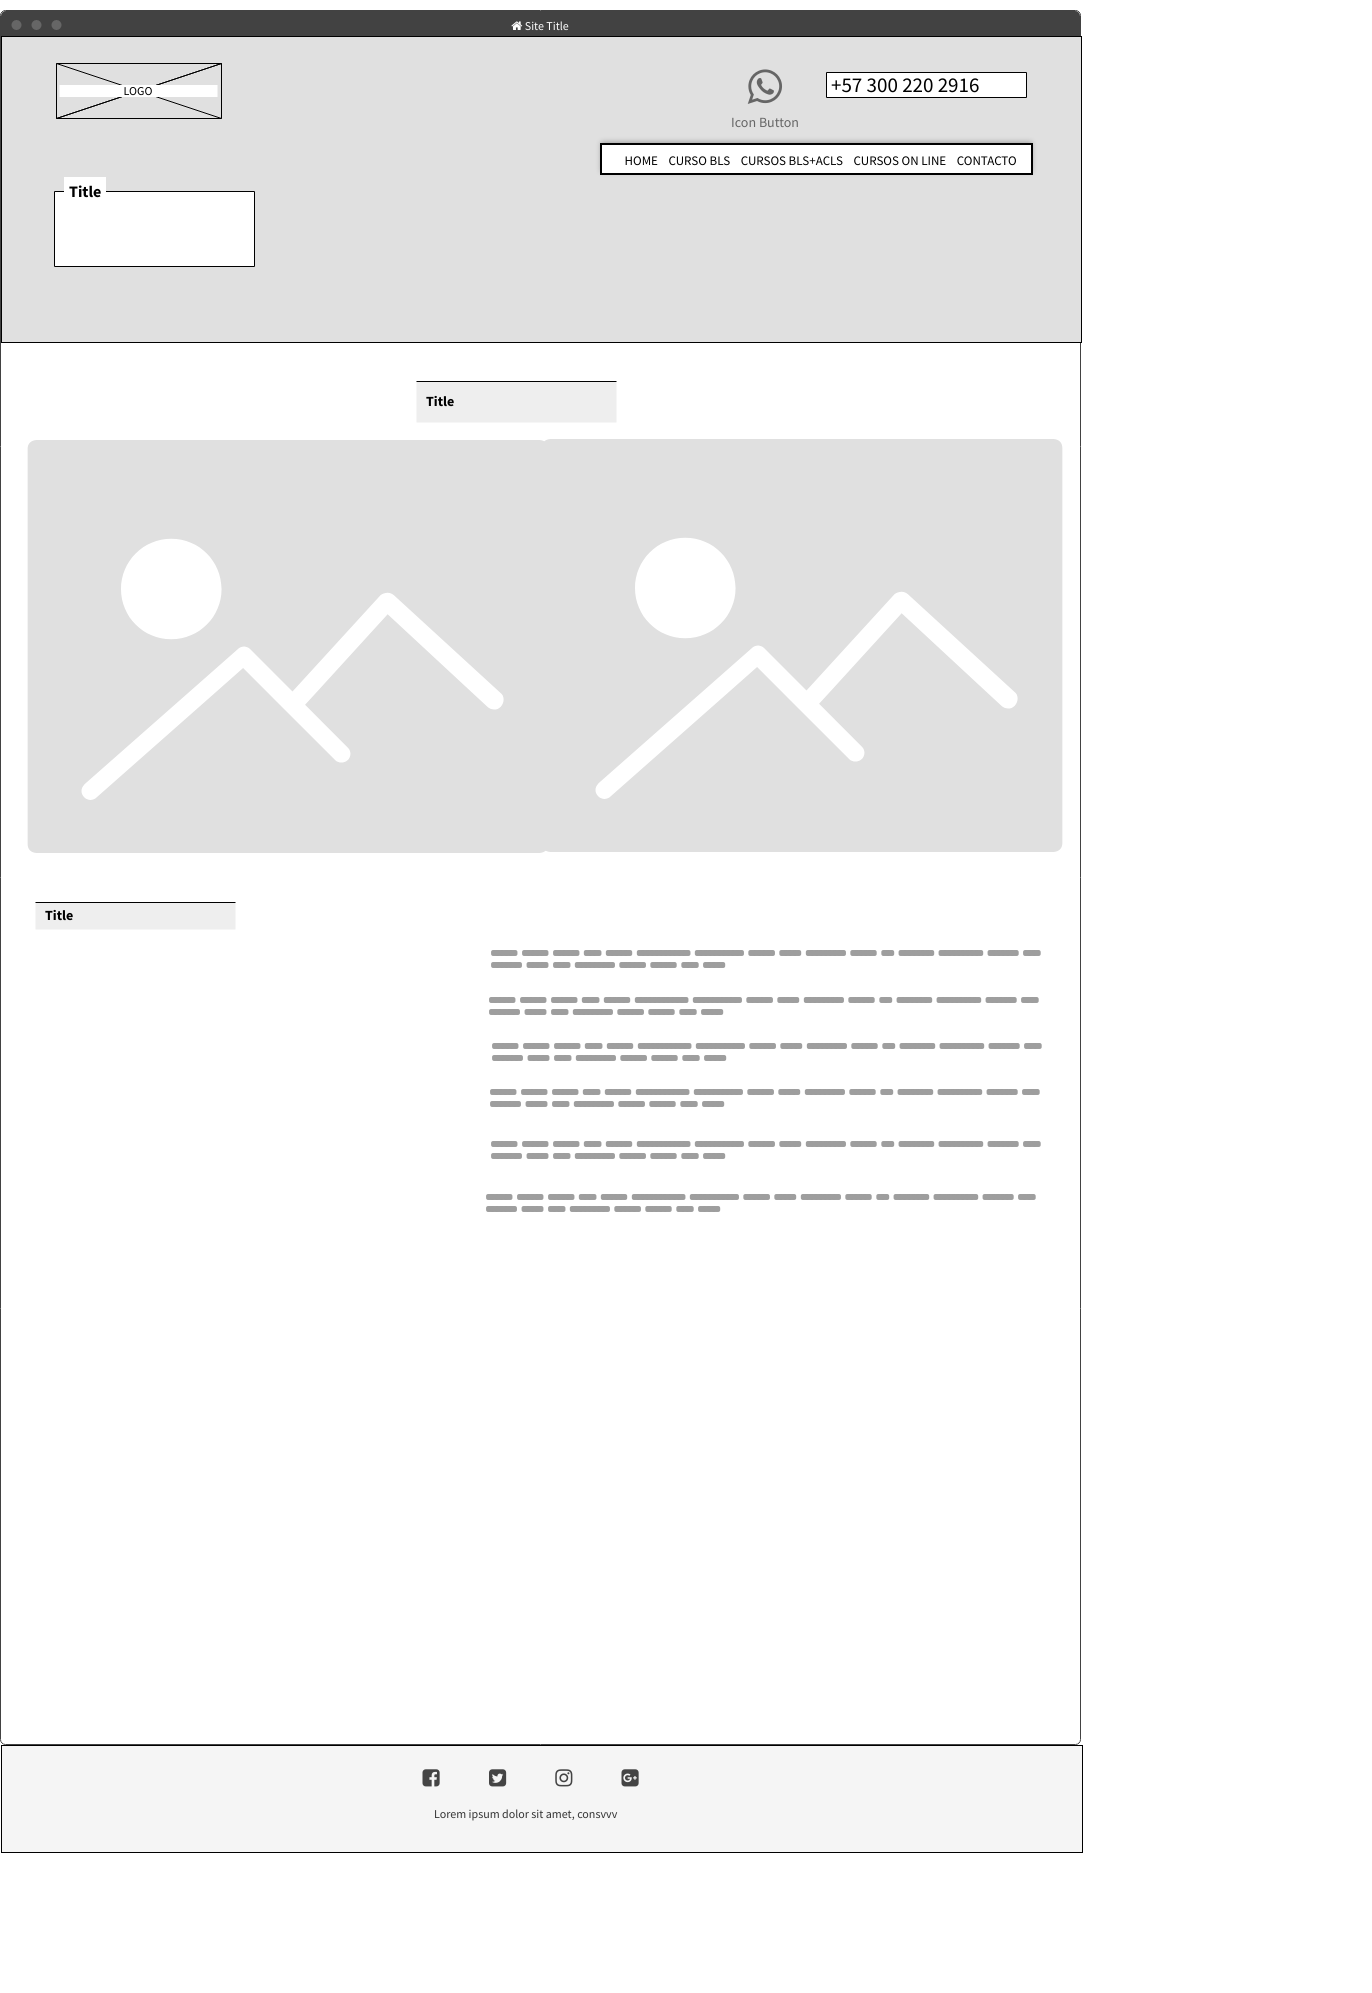 Site Title
LOGO
+57 300 220 2916
Icon Button
HOME CURSO BLS CURSOS BLS+ACLS CURSOS ON LINE CONTACTO
Title
Title
Title
Lorem ipsum dolor sit amet, consvvv